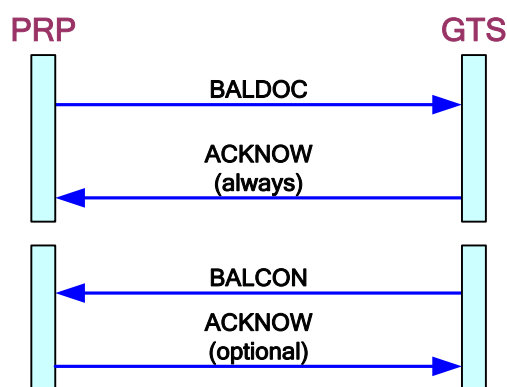 PRP GTS
BALDOC
ACKNOW
(always)
BALCON
ACKNOW
(optional)